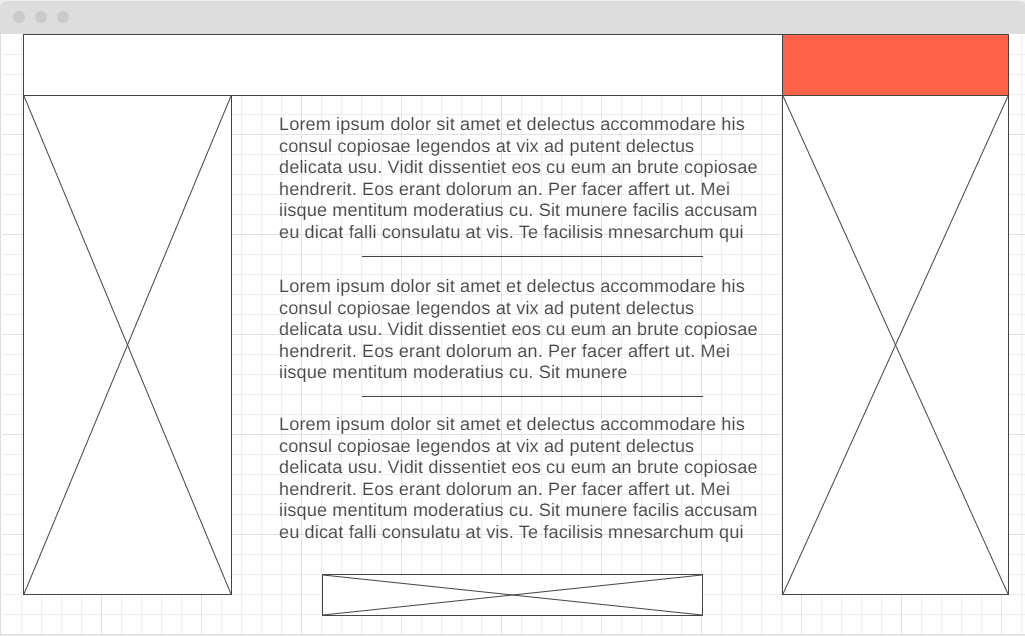 Lorem ipsum dolor sit amet et delectus accommodare his
consul copiosae legendos at vix ad putent delectus
delicata usu. Vidit dissentiet eos cu eum an brute copiosae
hendrerit. Eos erant dolorum an. Per facer affert ut. Mei
iisque mentitum moderatius cu. Sit munere facilis accusam
eu dicat falli consulatu at vis. Te facilisis mnesarchum qui
Lorem ipsum dolor sit amet et delectus accommodare his
consul copiosae legendos at vix ad putent delectus
delicata usu. Vidit dissentiet eos cu eum an brute copiosae
hendrerit. Eos erant dolorum an. Per facer affert ut. Mei
iisque mentitum moderatius cu. Sit munere
Lorem ipsum dolor sit amet et delectus accommodare his
consul copiosae legendos at vix ad putent delectus
delicata usu. Vidit dissentiet eos cu eum an brute copiosae
hendrerit. Eos erant dolorum an. Per facer affert ut. Mei
iisque mentitum moderatius cu. Sit munere facilis accusam
eu dicat falli consulatu at vis. Te facilisis mnesarchum qui